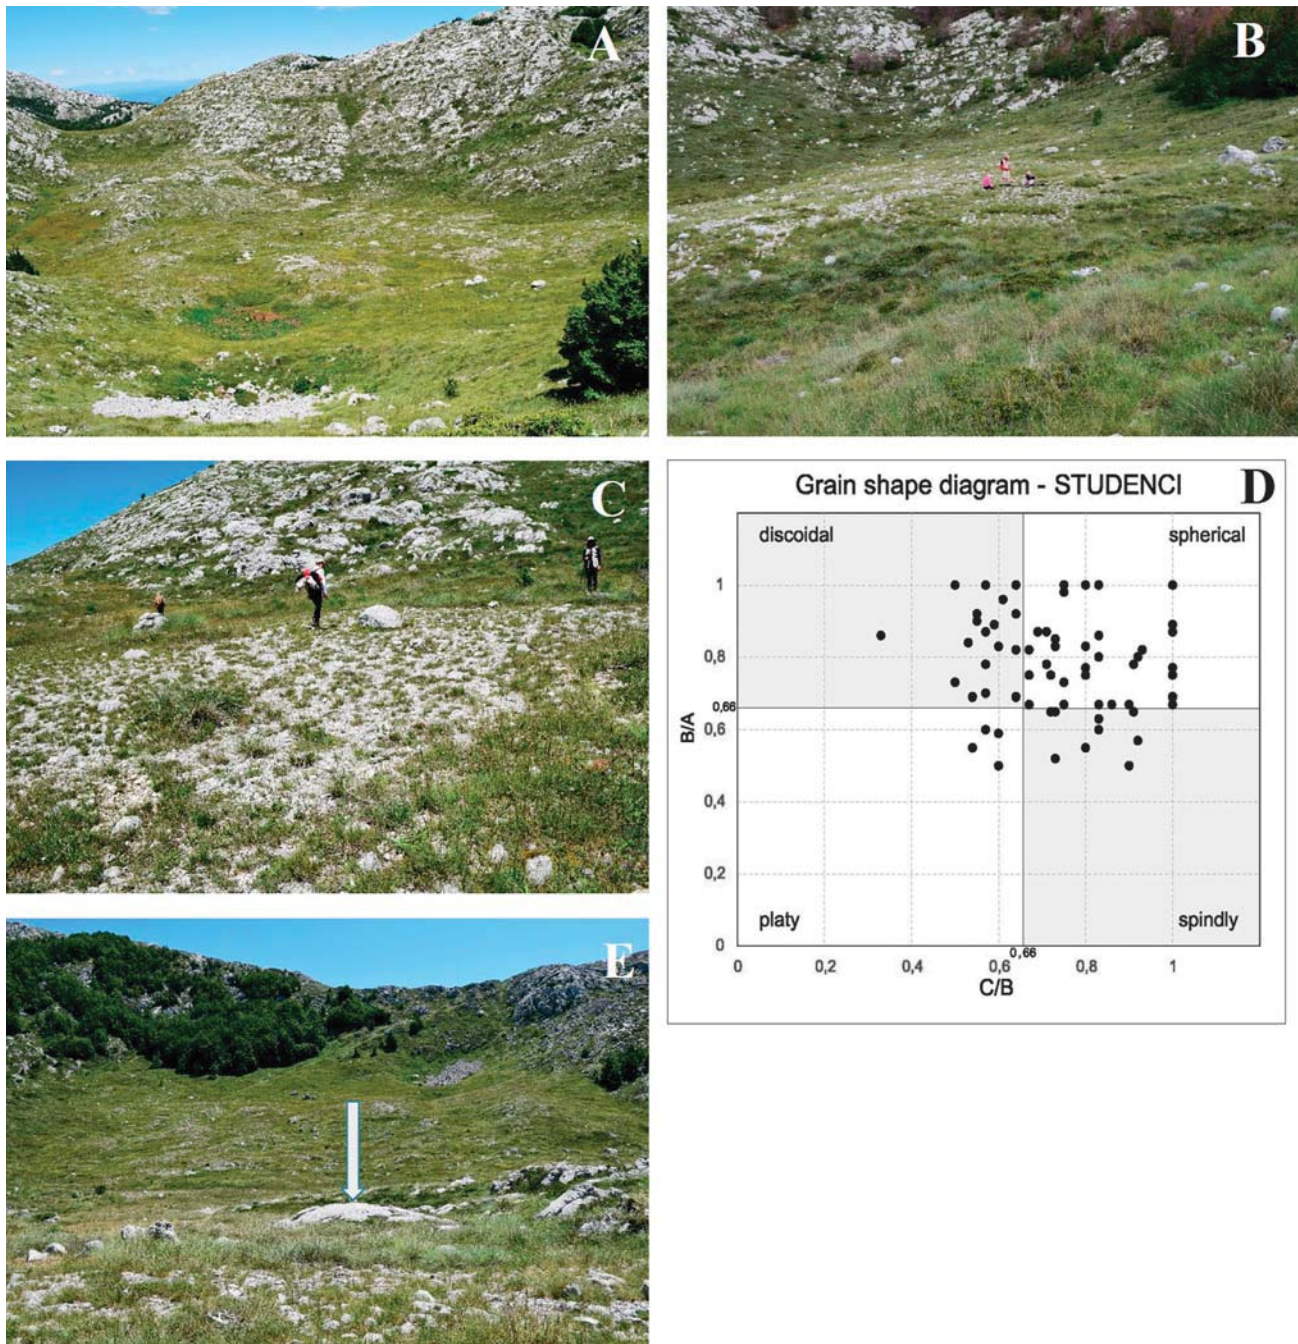 A
B
C
Grain shape diagram - STUDENCI
D
discoidal
spherical
1
0,8
0,66
B/A
0,6
0,4
0,2
platy
spindly
0
0,66
0
0,2
0,4
0,6
0,8
1
C/B
E